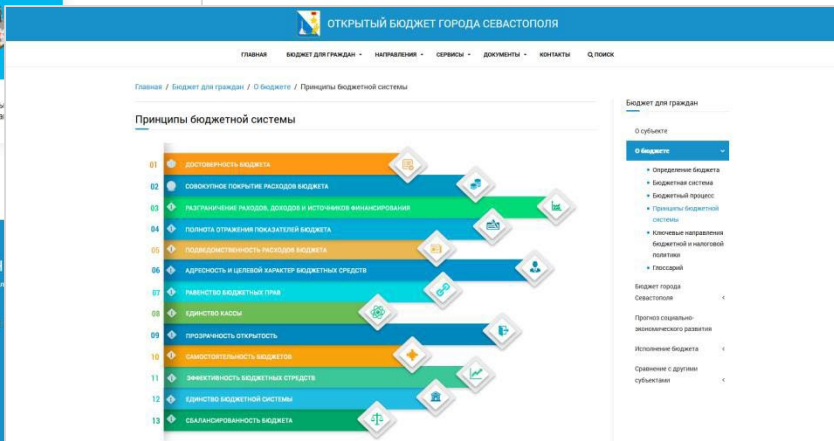 ОТКРЫТЫЙ БЮДЖЕТ ГОРОДА СЕВАСТОПОЛЯ
ГЛАВНАЯ БЮДЖЕТ ДЛЯ ГРАЖДАН НАПРАВЛЕНИЯ СЕРВИСЫ ДОКУМЕНТЫ КОНТАКТЫ ПОИСК
Главная / Бюджет для граждан / О бюджете / Принципы бюджетной системы
Принципы бюджетной системы
01 ДОСТОВЕРНОСТЬ БЮДЖЕТА
02 СОВОКУПНОЕ ПОКРЫТИЕ РАСХОДОВ БЮДЖЕТА
03 РАЗГРАНИЧЕНИЕ РАХОДОВ, ДОХОДОВ И ИСТОЧНИКОВ ФИНАНСИРОВАНИЯ
04 ПОЛНОТА ОТРАЖЕНИЯ ПОКАЗАТЕЛЕЙ БЮДЖЕТА
05 ПОДВЕДОМСТВЕННОСТЬ РАСХОДОВ БЮДЖЕТА
06 АДРЕСНОСТЬ И ЦЕЛЕВОЙ ХАРАКТЕР БЮДЖЕТНЫХ СРЕДСТВ
07 РАВЕНСТВО БЮДЖЕТНЫХ ПРАВ
08 ЕДИНСТВО КАССЫ
09 ПРОЗРАЧНОСТЬ ОТКРЫТОСТЬ
10 САМОСТОЯТЕЛЬНОСТЬ БЮДЖЕТОВ
11 ЭФФЕКТИВНОСТЬ БЮДЖЕТНЫХ СТРЕДСТВ
12 ЕДИНСТВО БЮДЖЕТНОЙ СИСТЕМЫ
13 СБАЛАНСИРОВАННОСТЬ БЮДЖЕТА
Бюджет для граждан
О субъекте
О бюджете
Определение бюджета
Бюджетная система
Бюджетный процесс
Принципы бюджетной
системы
Ключевые направления
бюджетной и налоговой
политики
Глоссарий
Бюджет города
Севастополя
Прогноз социально-
экономического развития
Исполнение бюджета
Сравнение с другими
субъектами